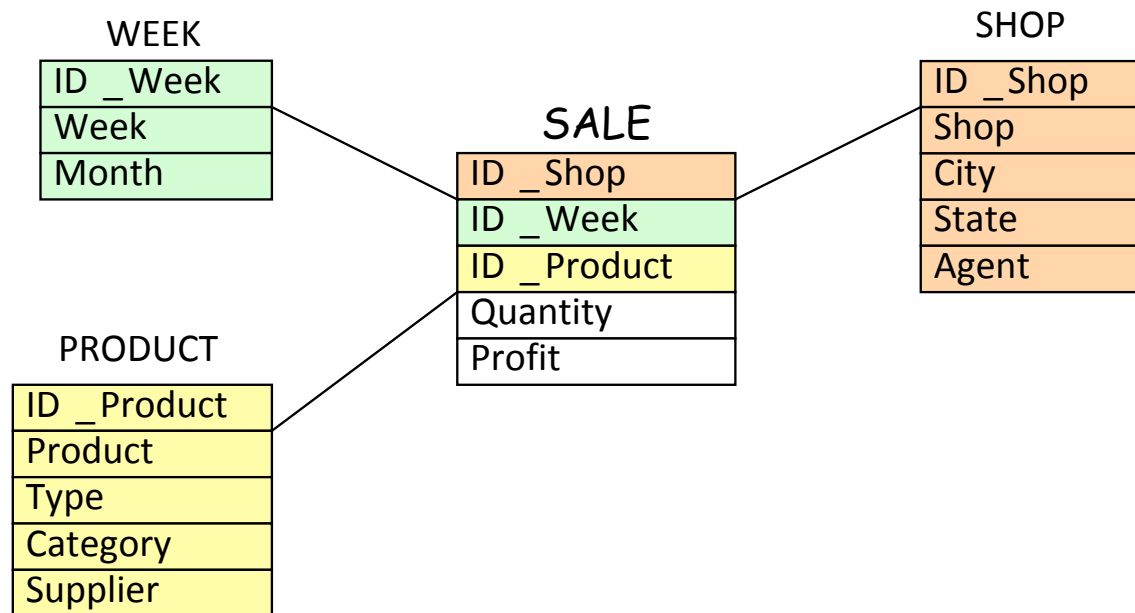 WEEK
ID _Week
Week
Month
SALE
ID _Shop
ID _Week
ID _Product
Quantity
Profit
SHOP
ID _Shop
Shop
City
State
Agent
PRODUCT
ID _Product
Product
Type
Category
Supplier